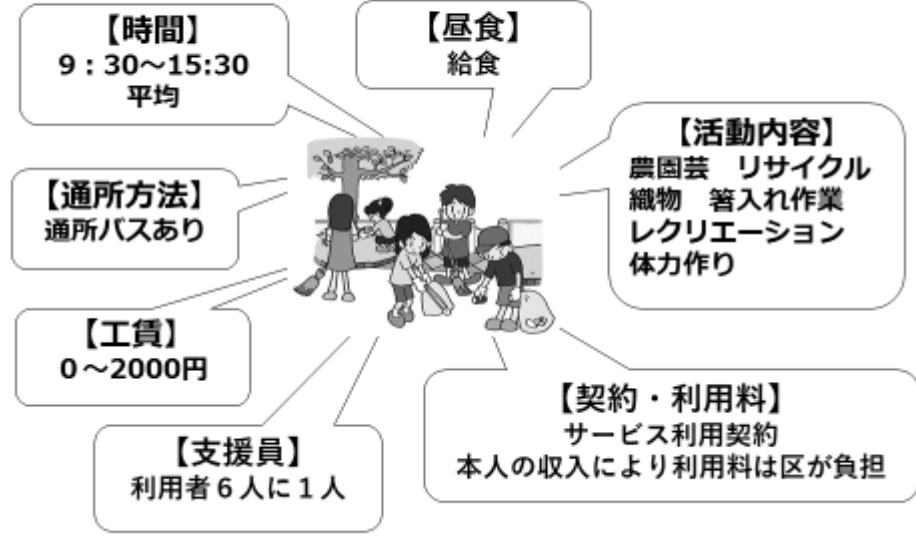 【時間】
9：30～15:30
平均
【昼食】
給食
【活動内容】
農園芸　リサイクル
織物　箸入れ作業
レクリエーション
体力作り
【通所方法】
通所バスあり
【工賃】
０～2000円
【支援員】
利用者６人に１人
【契約・利用料】
サービス利用契約
本人の収入により利用料は区が負担